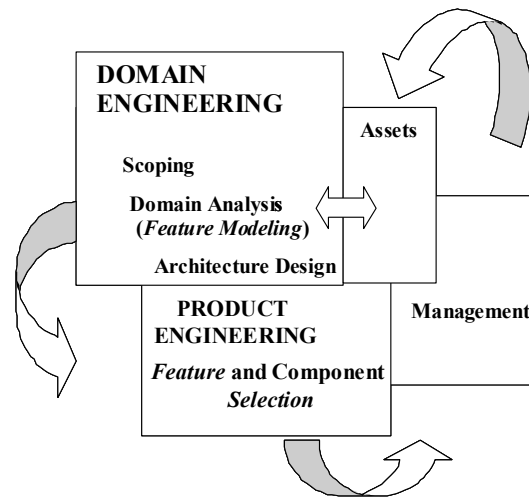 DOMAIN
ENGINEERING
Assets
Scoping
Domain Analysis
(Feature Modeling)
Architecture Design
PRODUCT
ENGINEERING
Management
Feature and Component
Selection